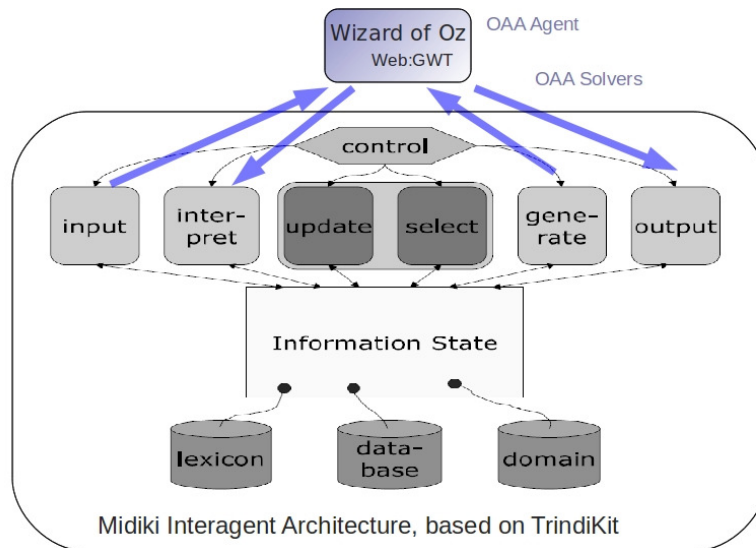 Wizard of Oz
Web:GWT
OAA Agent
OAA Solvers
control
input
inter-
pret
update
select
gene-
rate
output
Information State
lexicon
data-
base
domain
Midiki Interagent Architecture, based on TrindiKit